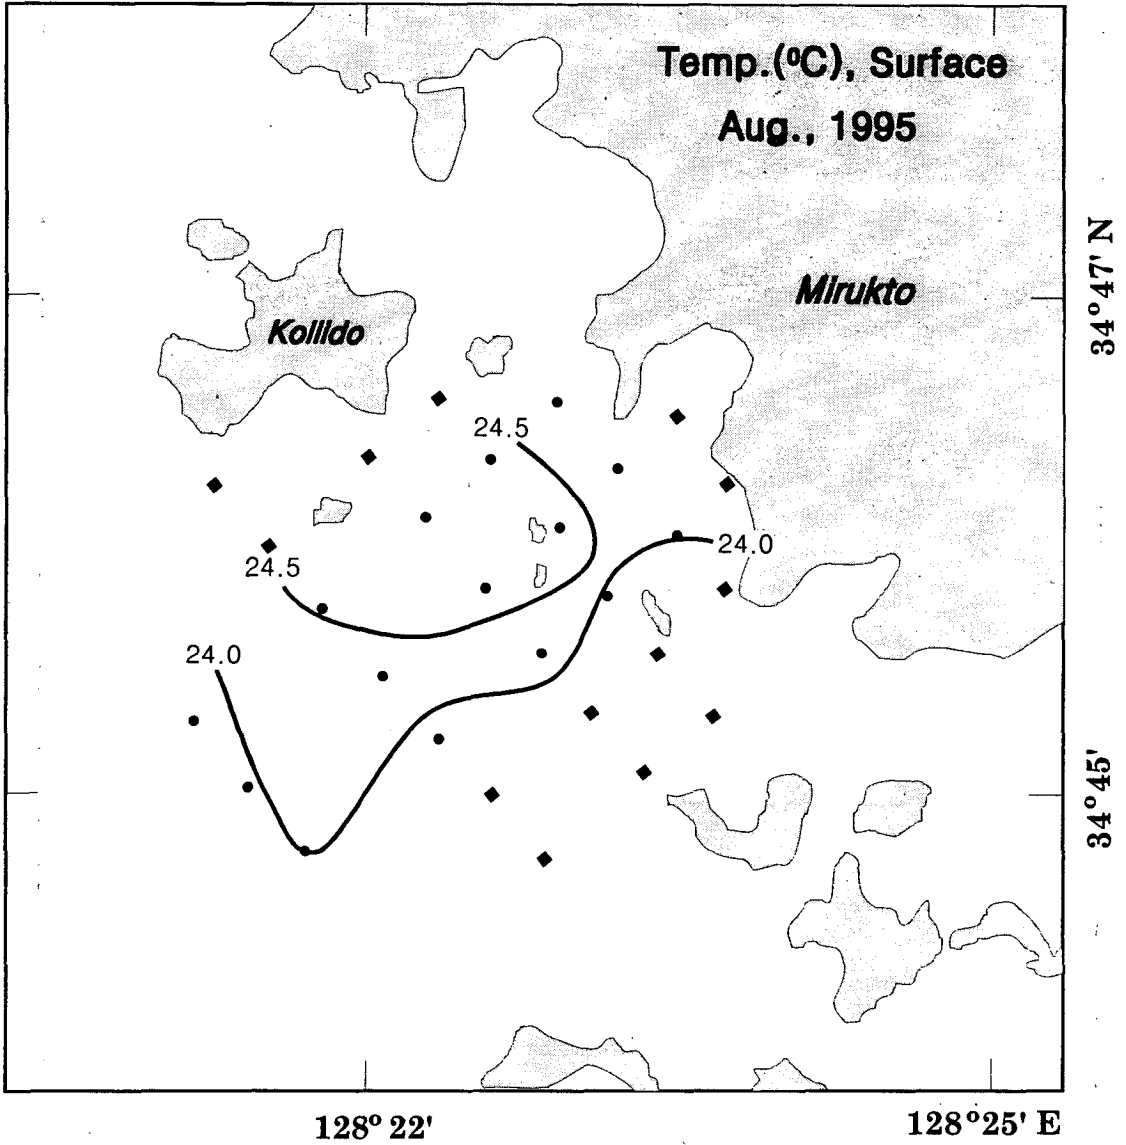 Temp.(⁰C), Surface
Aug., 1995
34°47' N
Mirukto
Kollido
24.5
24.0
24.5
24.0
34°45'
128° 22'
128°25' E